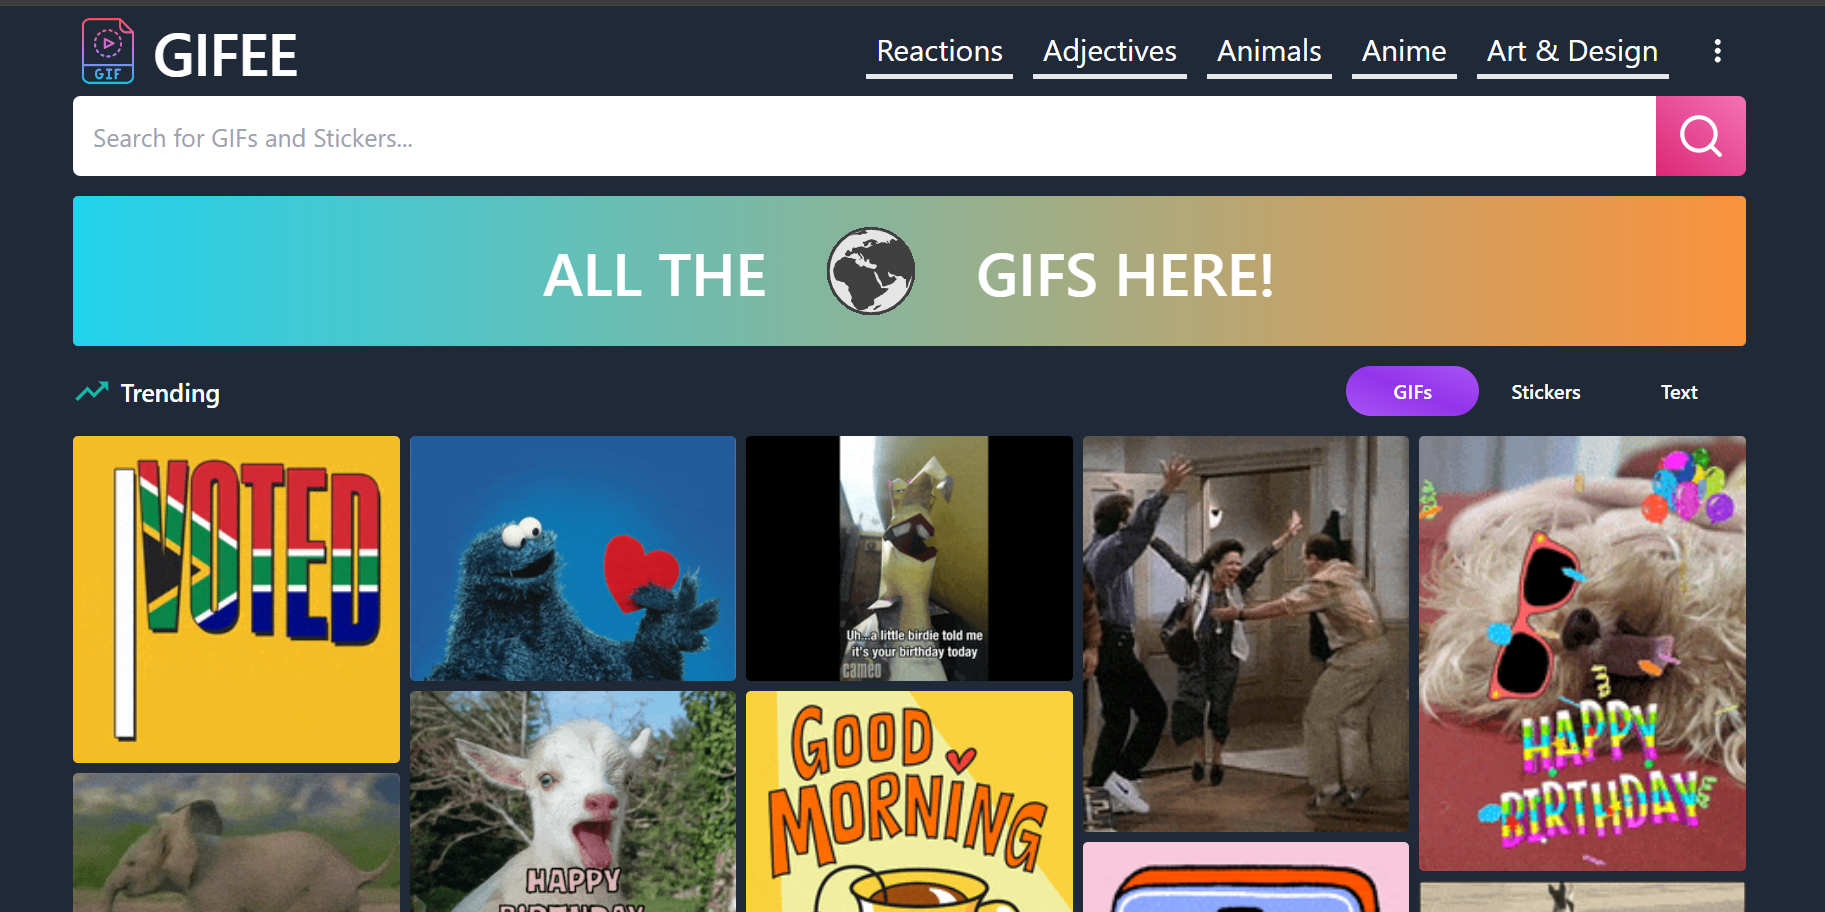 GIF
GIFEE
Reactions
Adjectives
Animals
Anime
Art & Design
Search for GIFs and Stickers...
ALL THE
GIFS HERE!
Trending
GIFs
Stickers
Text
VOTED
Uh...a little birdie told me
it's your birthday today
cameo
GOOD
MORNING
HAPPY
BIRTHDAY
HAPPY
BIRTHDAY